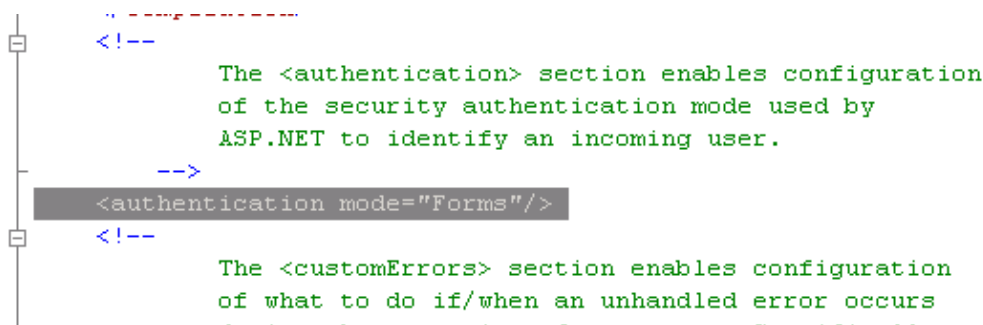 <!--
The <authentication> section enables configuration
of the security authentication mode used by
ASP.NET to identify an incoming user.
-->
<authentication mode="Forms"/>
<!--
The <customErrors> section enables configuration
of what to do if/when an unhandled error occurs